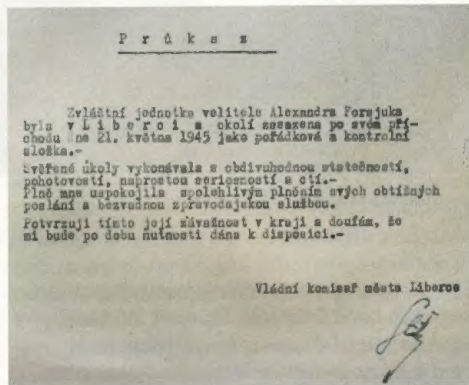 P r ů k a z
Zvláštní jednotka velitele Alexandra Forajuka
byla v L i b e r c i a okolí zasazena po svém pří-
chodu dne 21. května 1945 jako pořádková a kontrolní
složka.-
Svěřené úkoly vykonávala s obdivuhodnou statečností,
pohotovostí, naprostou seriosností a ctí.
Plně mne uspokojila spolehlivým plněním svých obtížných
poslání a bezvadnou zpravodajskou službou.
Potvrzuji tímto její závažnost v kraji a doufám, že
mi bude po dobu nutnosti dána k disposici.-
Vládní komisař města Liberce